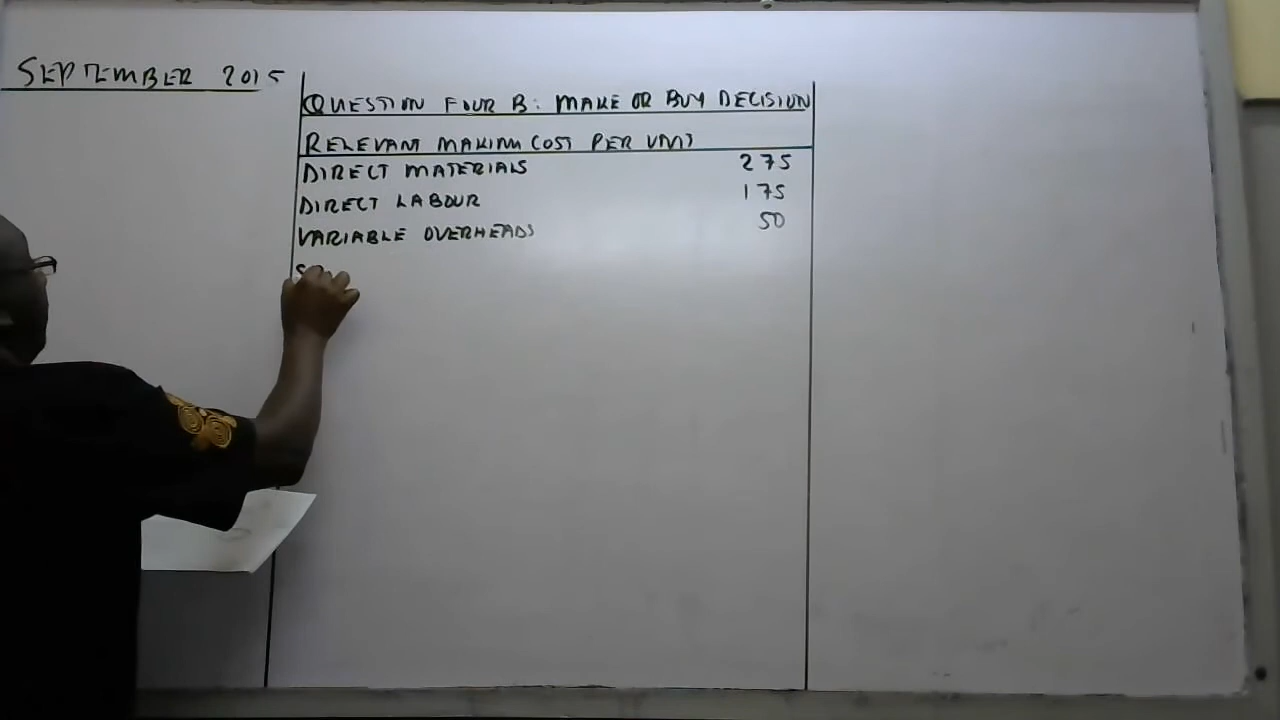 SEPTEMBER 2015
QUESTION FOUR B: MAKE OR BUY DECISION
RELEVANT MAKING COST PER UNIT
DIRECT MATERIALS 275
DIRECT LABOUR 175
VARIABLE OVERHEADS 50